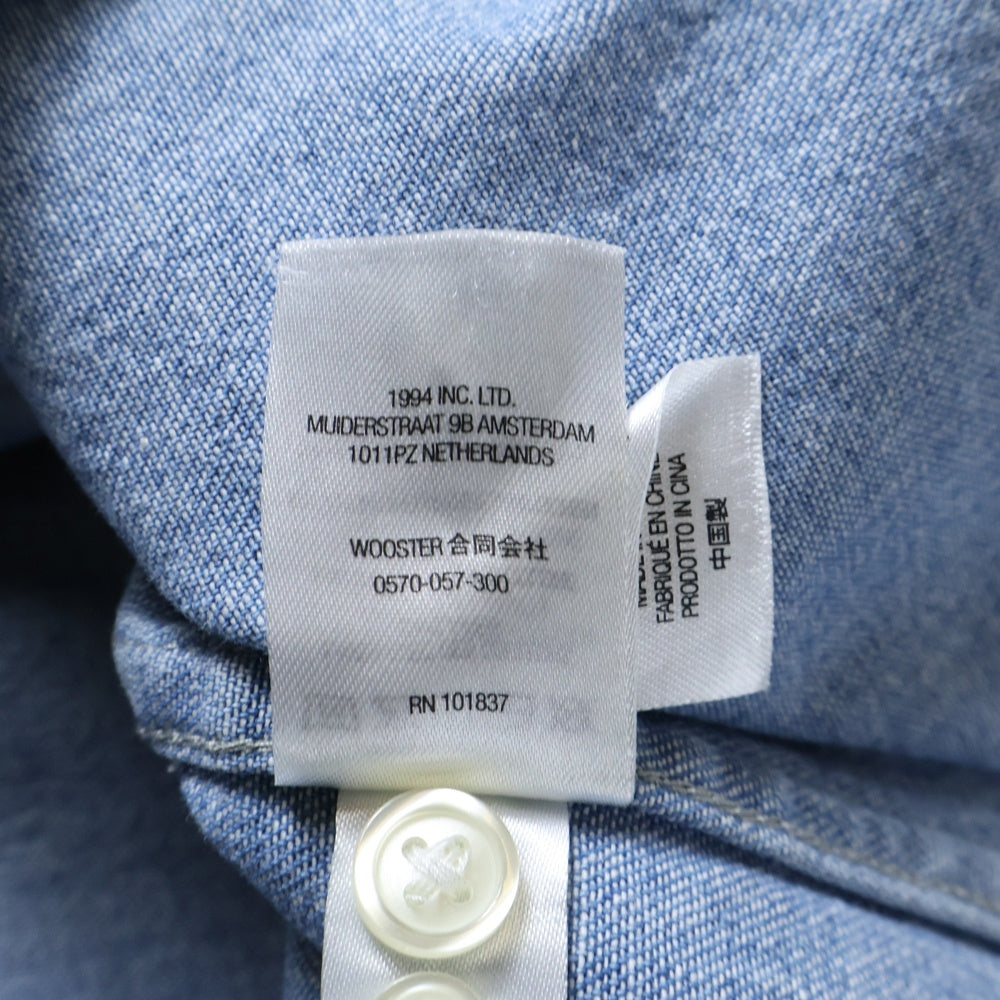 1994 INC. LTD.
MUIDERSTRAAT 9B AMSTERDAM
1011PZ NETHERLANDS
WOOSTER 合同会社
0570-057-300
RN 101837
FABRIQUÉ EN
PRODOTTO IN CINA
中国製